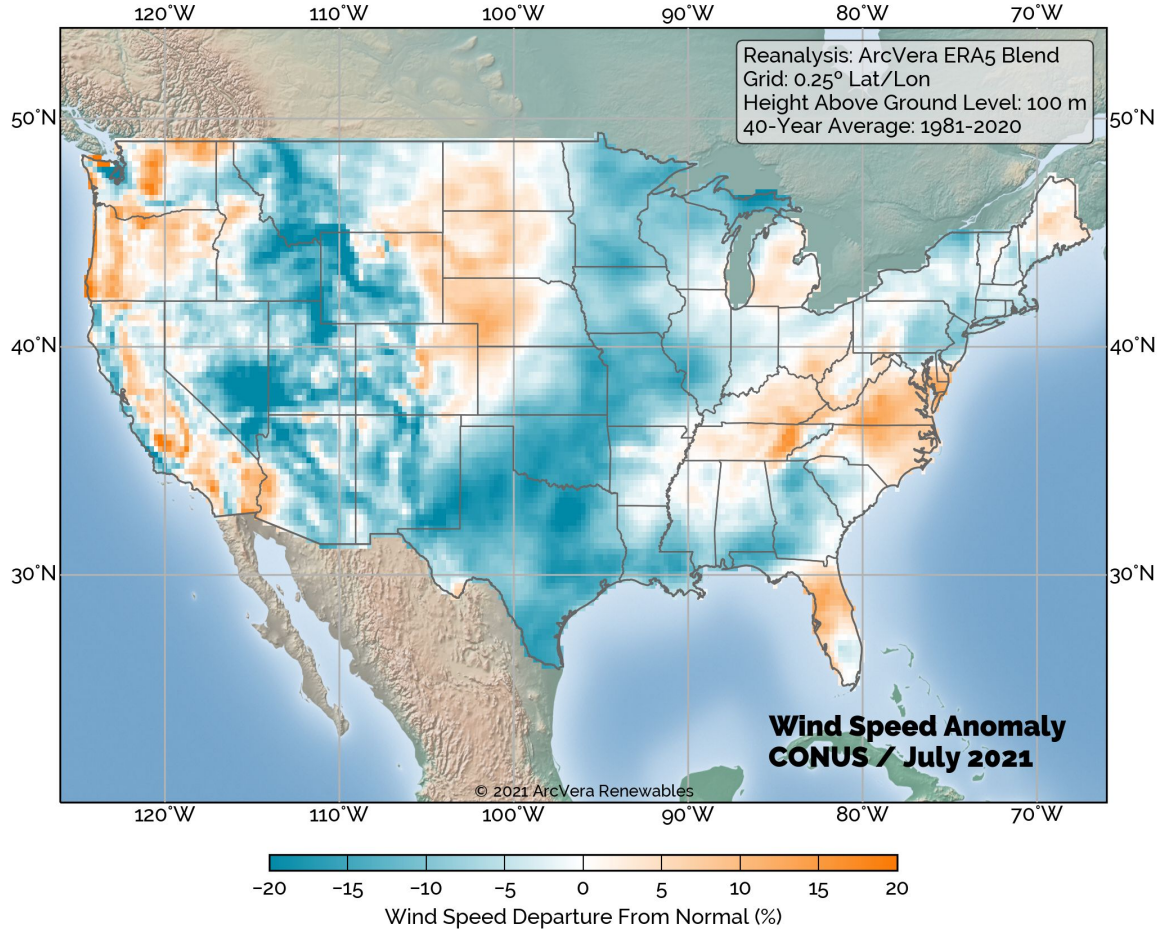 120°W 110°W 100°W 90°W 80°W 70°W
Reanalysis: ArcVera ERA5 Blend
Grid: 0.25º Lat/Lon
Height Above Ground Level: 100 m
40-Year Average: 1981-2020
50°N 50°N
40°N 40°N
30°N 30°N
Wind Speed Anomaly
CONUS / July 2021
© 2021 ArcVera Renewables
120°W 110°W 100°W 90°W 80°W 70°W
−20 −15 −10 −5 0 5 10 15 20
Wind Speed Departure From Normal (%)